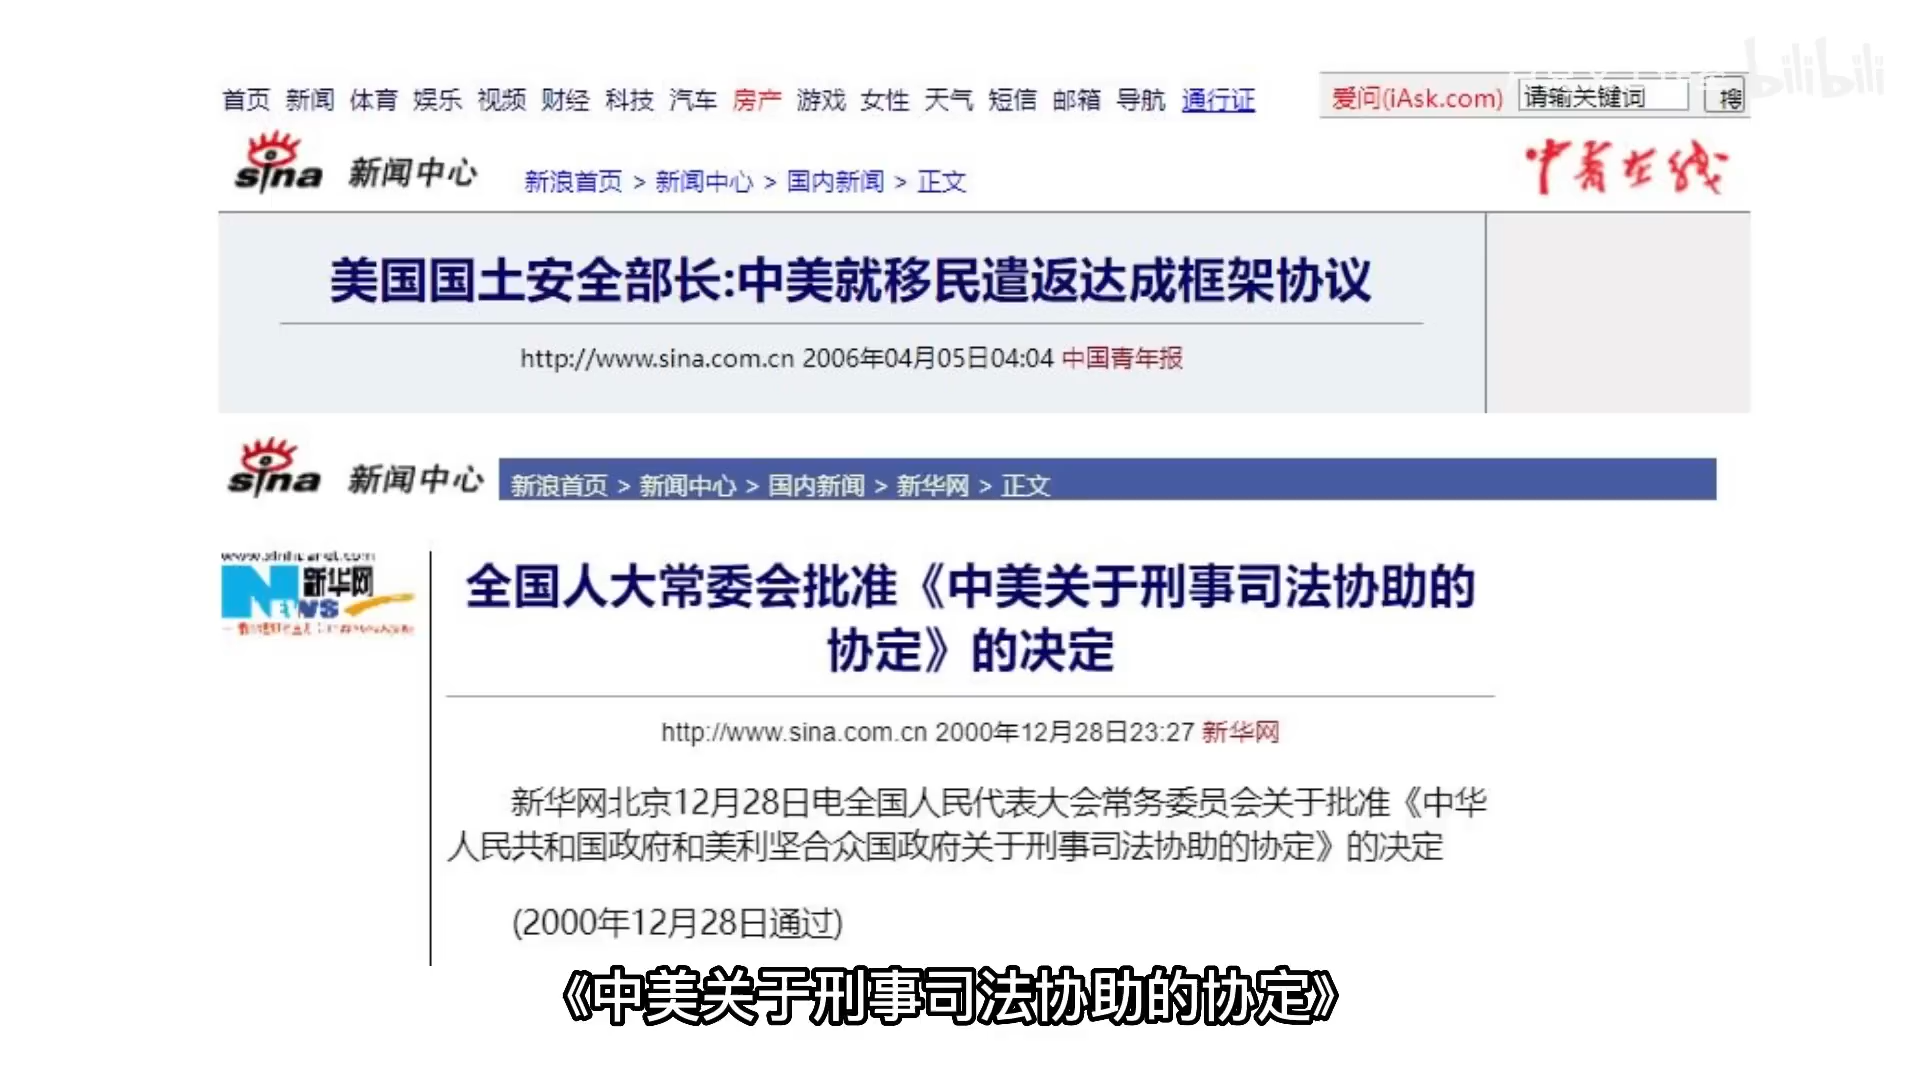 bilibili
首页 新闻 体育 娱乐 视频 财经 科技 汽车 房产 游戏 女性 天气 短信 邮箱 导航 通行证
爱问(iAsk.com) 请输关键词 搜
sina 新闻中心 新浪首页 > 新闻中心 > 国内新闻 > 正文
中青在线
美国国土安全部长:中美就移民遣返达成框架协议
http://www.sina.com.cn 2006年04月05日04:04 中国青年报
sina 新闻中心 新浪首页 > 新闻中心 > 国内新闻 > 新华网 > 正文
新华网
NEWS
全国人大常委会批准《中美关于刑事司法协助的
协定》的决定
http://www.sina.com.cn 2000年12月28日23:27 新华网
新华网北京12月28日电全国人民代表大会常务委员会关于批准《中华
人民共和国政府和美利坚合众国政府关于刑事司法协助的协定》的决定
(2000年12月28日通过)
《中美关于刑事司法协助的协定》